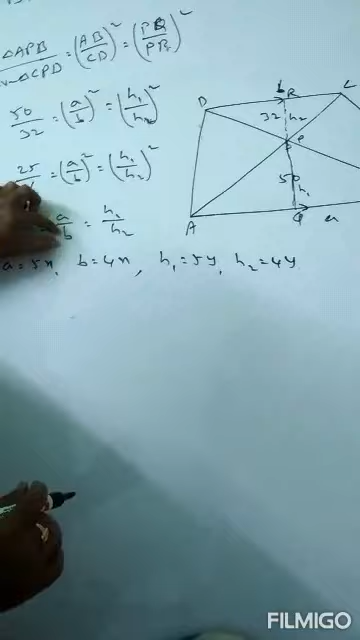 ΔAPB/ΔCPD = (AB/CD)² = (PQ/PR)²
50/32 = (a/b)² = (h₁/h₂)²
25/ = (a/b)² = (h₁/h₂)²
a/b = h₁/h₂
a = 5x, b = 4x, h₁ = 5y, h₂ = 4y
b
D R C
32 h₂
P
50
h₁
A Q a
FILMIGO